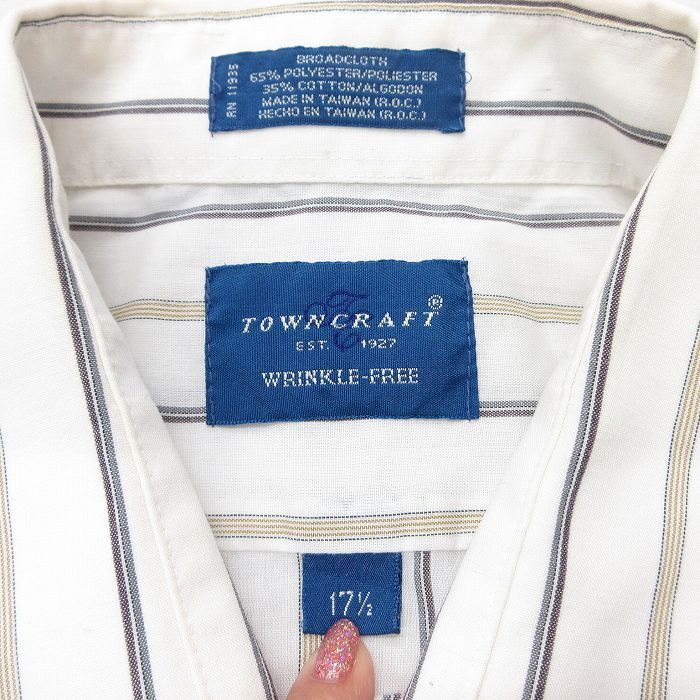 RN 11935
BROADCLOTH
65% POLYESTER/POLIESTER
35% COTTON/ALGODON
MADE IN TAIWAN (R.O.C.)
HECHO EN TAIWAN (R.O.C.)
TOWNCRAFT®
EST. 1927
WRINKLE-FREE
17½